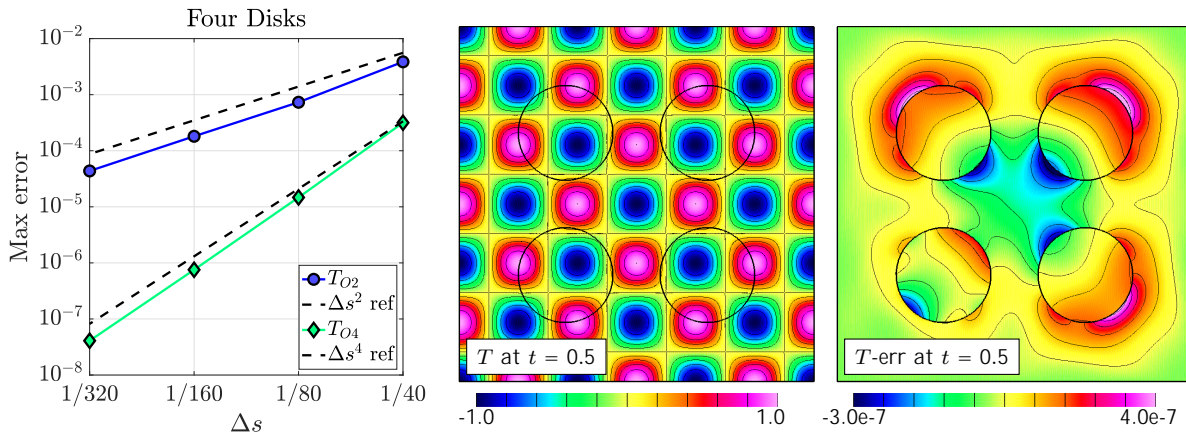 Four Disks
Max error
10^-2
10^-3
10^-4
10^-5
10^-6
10^-7
10^-8
1/320 1/160 1/80 1/40
Δs
T_O2
Δs^2 ref
T_O4
Δs^4 ref
T at t = 0.5
-1.0 1.0
T-err at t = 0.5
-3.0e-7 4.0e-7